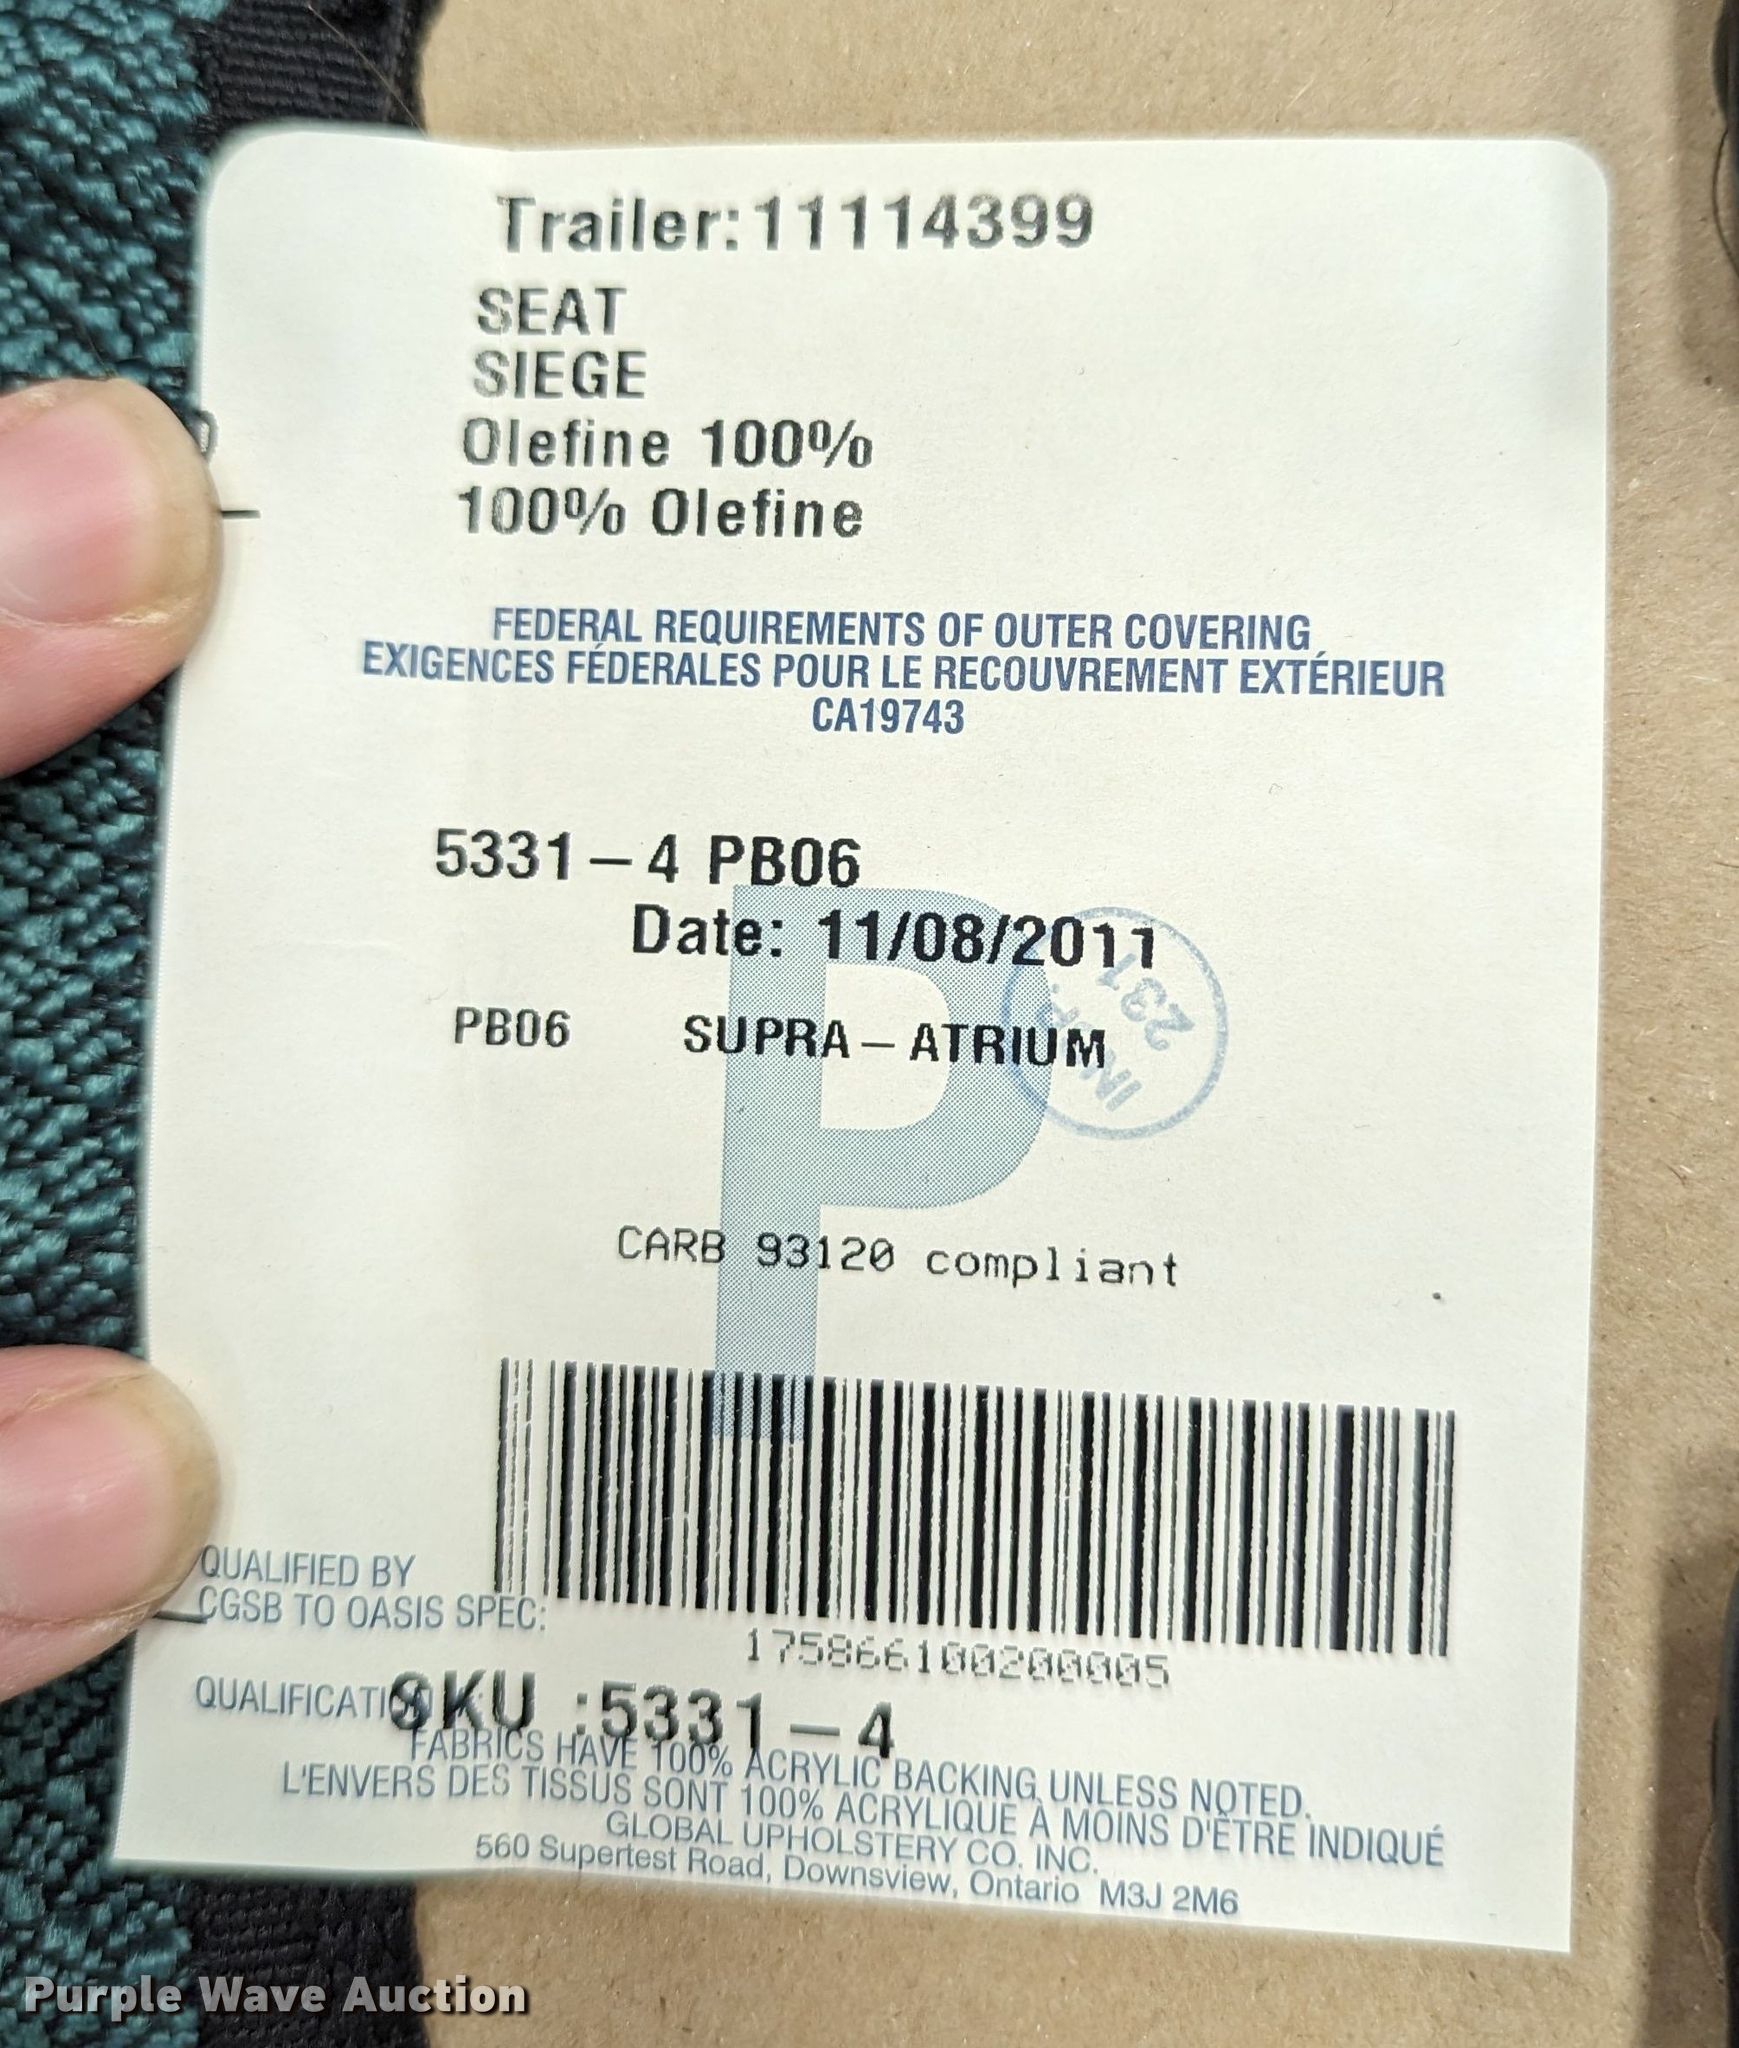 Trailer:11114399
SEAT
SIEGE
Olefine 100%
100% Olefine
FEDERAL REQUIREMENTS OF OUTER COVERING
EXIGENCES FÉDERALES POUR LE RECOUVREMENT EXTÉRIEUR
CA19743
5331-4 PB06
Date: 11/08/2011
PB06 SUPRA-ATRIUM
INSP.
231
P
CARB 93120 compliant
QUALIFIED BY
CGSB TO OASIS SPEC:
175866100200005
QUALIFICATION
SKU :5331-4
FABRICS HAVE 100% ACRYLIC BACKING UNLESS NOTED.
L'ENVERS DES TISSUS SONT 100% ACRYLIQUE À MOINS D'ÊTRE INDIQUÉ
GLOBAL UPHOLSTERY CO. INC.
560 Supertest Road, Downsview, Ontario M3J 2M6
Purple Wave Auction